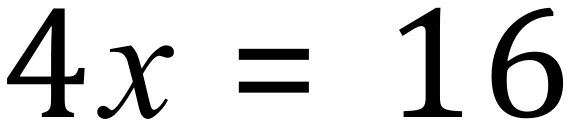 4x = 16